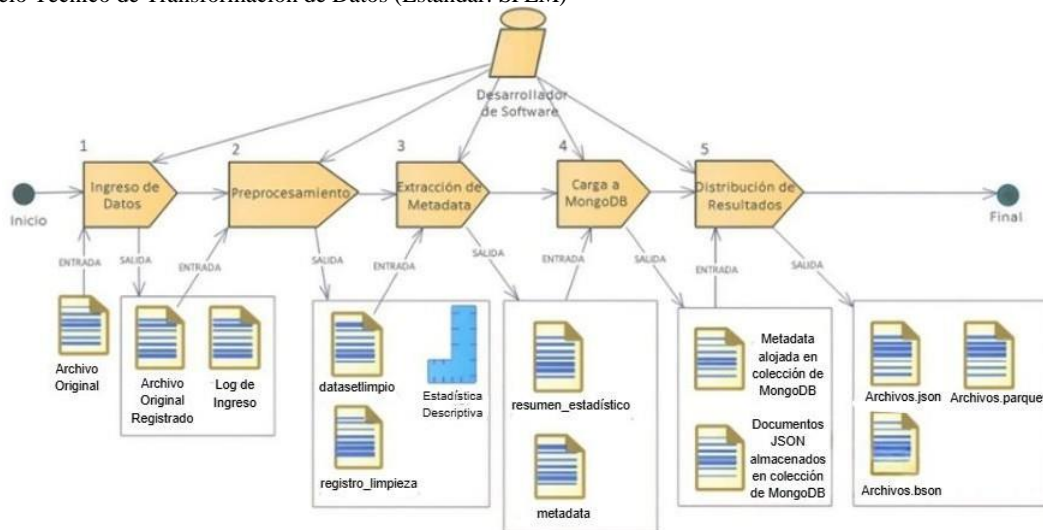 Desarrollador
de Software
1
2
3
4
5
Inicio
Ingreso de
Datos
Preprocesamiento
Extracción de
Metadata
Carga a
MongoDB
Distribución de
Resultados
Final
ENTRADA
SALIDA
ENTRADA
SALIDA
ENTRADA
SALIDA
ENTRADA
SALIDA
ENTRADA
SALIDA
Archivo
Original
Archivo
Original
Registrado
Log de
Ingreso
datasetlimpio
Estadística
Descriptiva
registro_limpieza
resumen_estadístico
metadata
Metadata
alojada en
colección de
MongoDB
Documentos
JSON
almacenados
en colección
de MongoDB
Archivos.json
Archivos.parquet
Archivos.bson